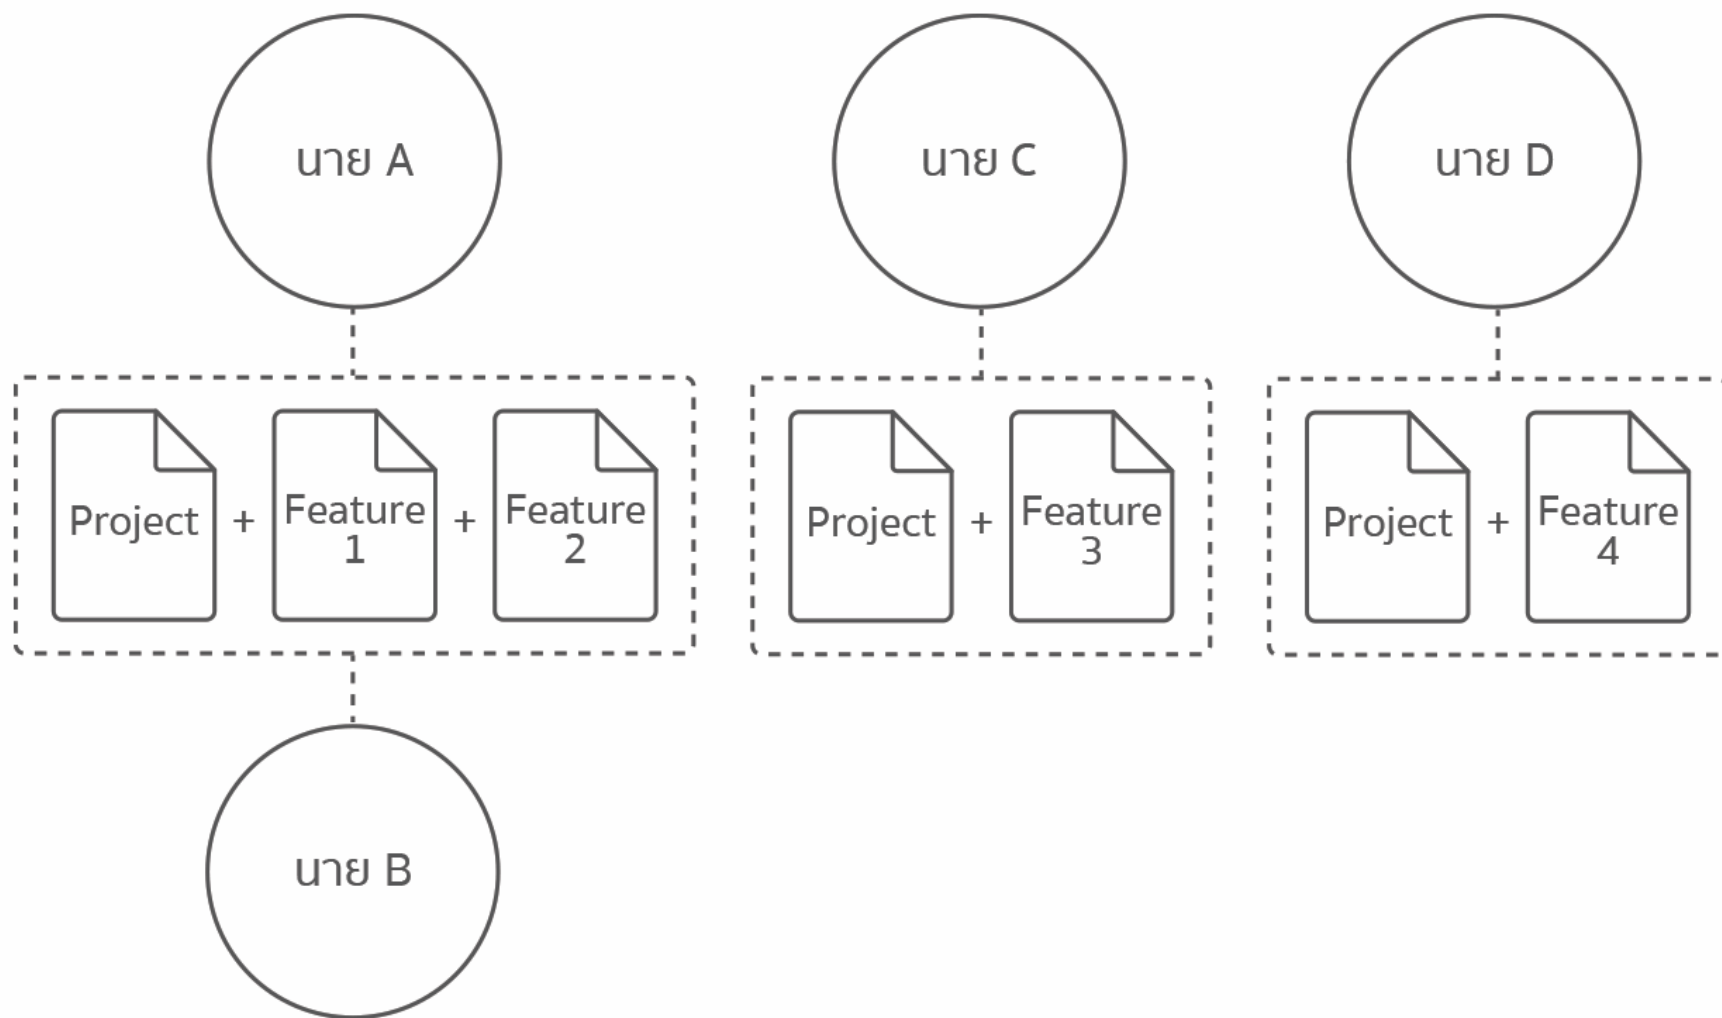 นาย A
นาย C
นาย D
Project + Feature 1 + Feature 2
Project + Feature 3
Project + Feature 4
นาย B